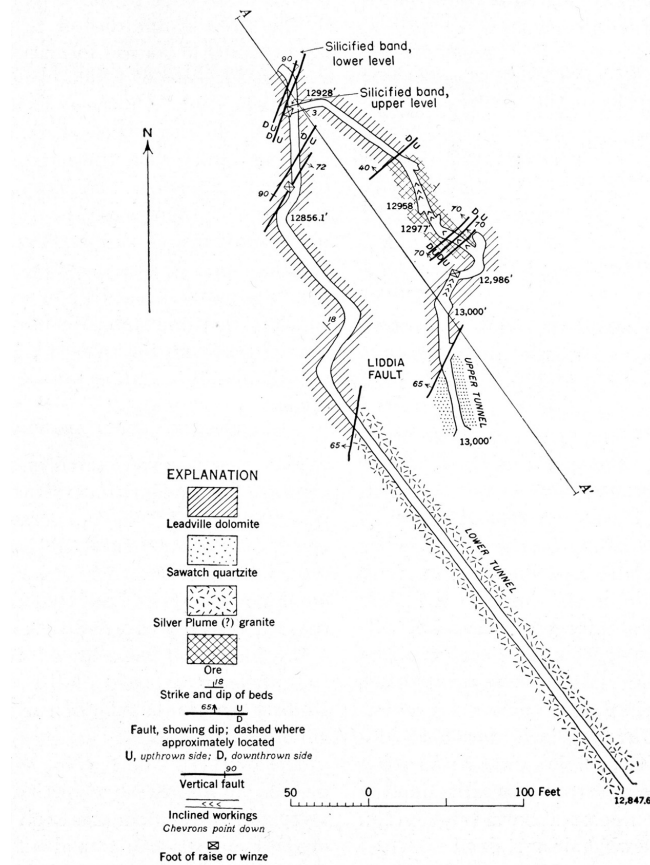 A
90
Silicified band,
lower level
12928'
Silicified band,
upper level
3
D U
D U
D U
D U
N
40
72
90
12958'
12977'
70
D U
70
70
D U
D U
12856.1'
12,986'
13,000'
18
LIDDIA
FAULT
65
UPPER TUNNEL
13,000'
65
A'
LOWER TUNNEL
12,847.6
EXPLANATION
Leadville dolomite
Sawatch quartzite
Silver Plume (?) granite
Ore
18
Strike and dip of beds
65 U
D
Fault, showing dip; dashed where
approximately located
U, upthrown side; D, downthrown side
90
Vertical fault
Inclined workings
Chevrons point down
Foot of raise or winze
50 0 100 Feet